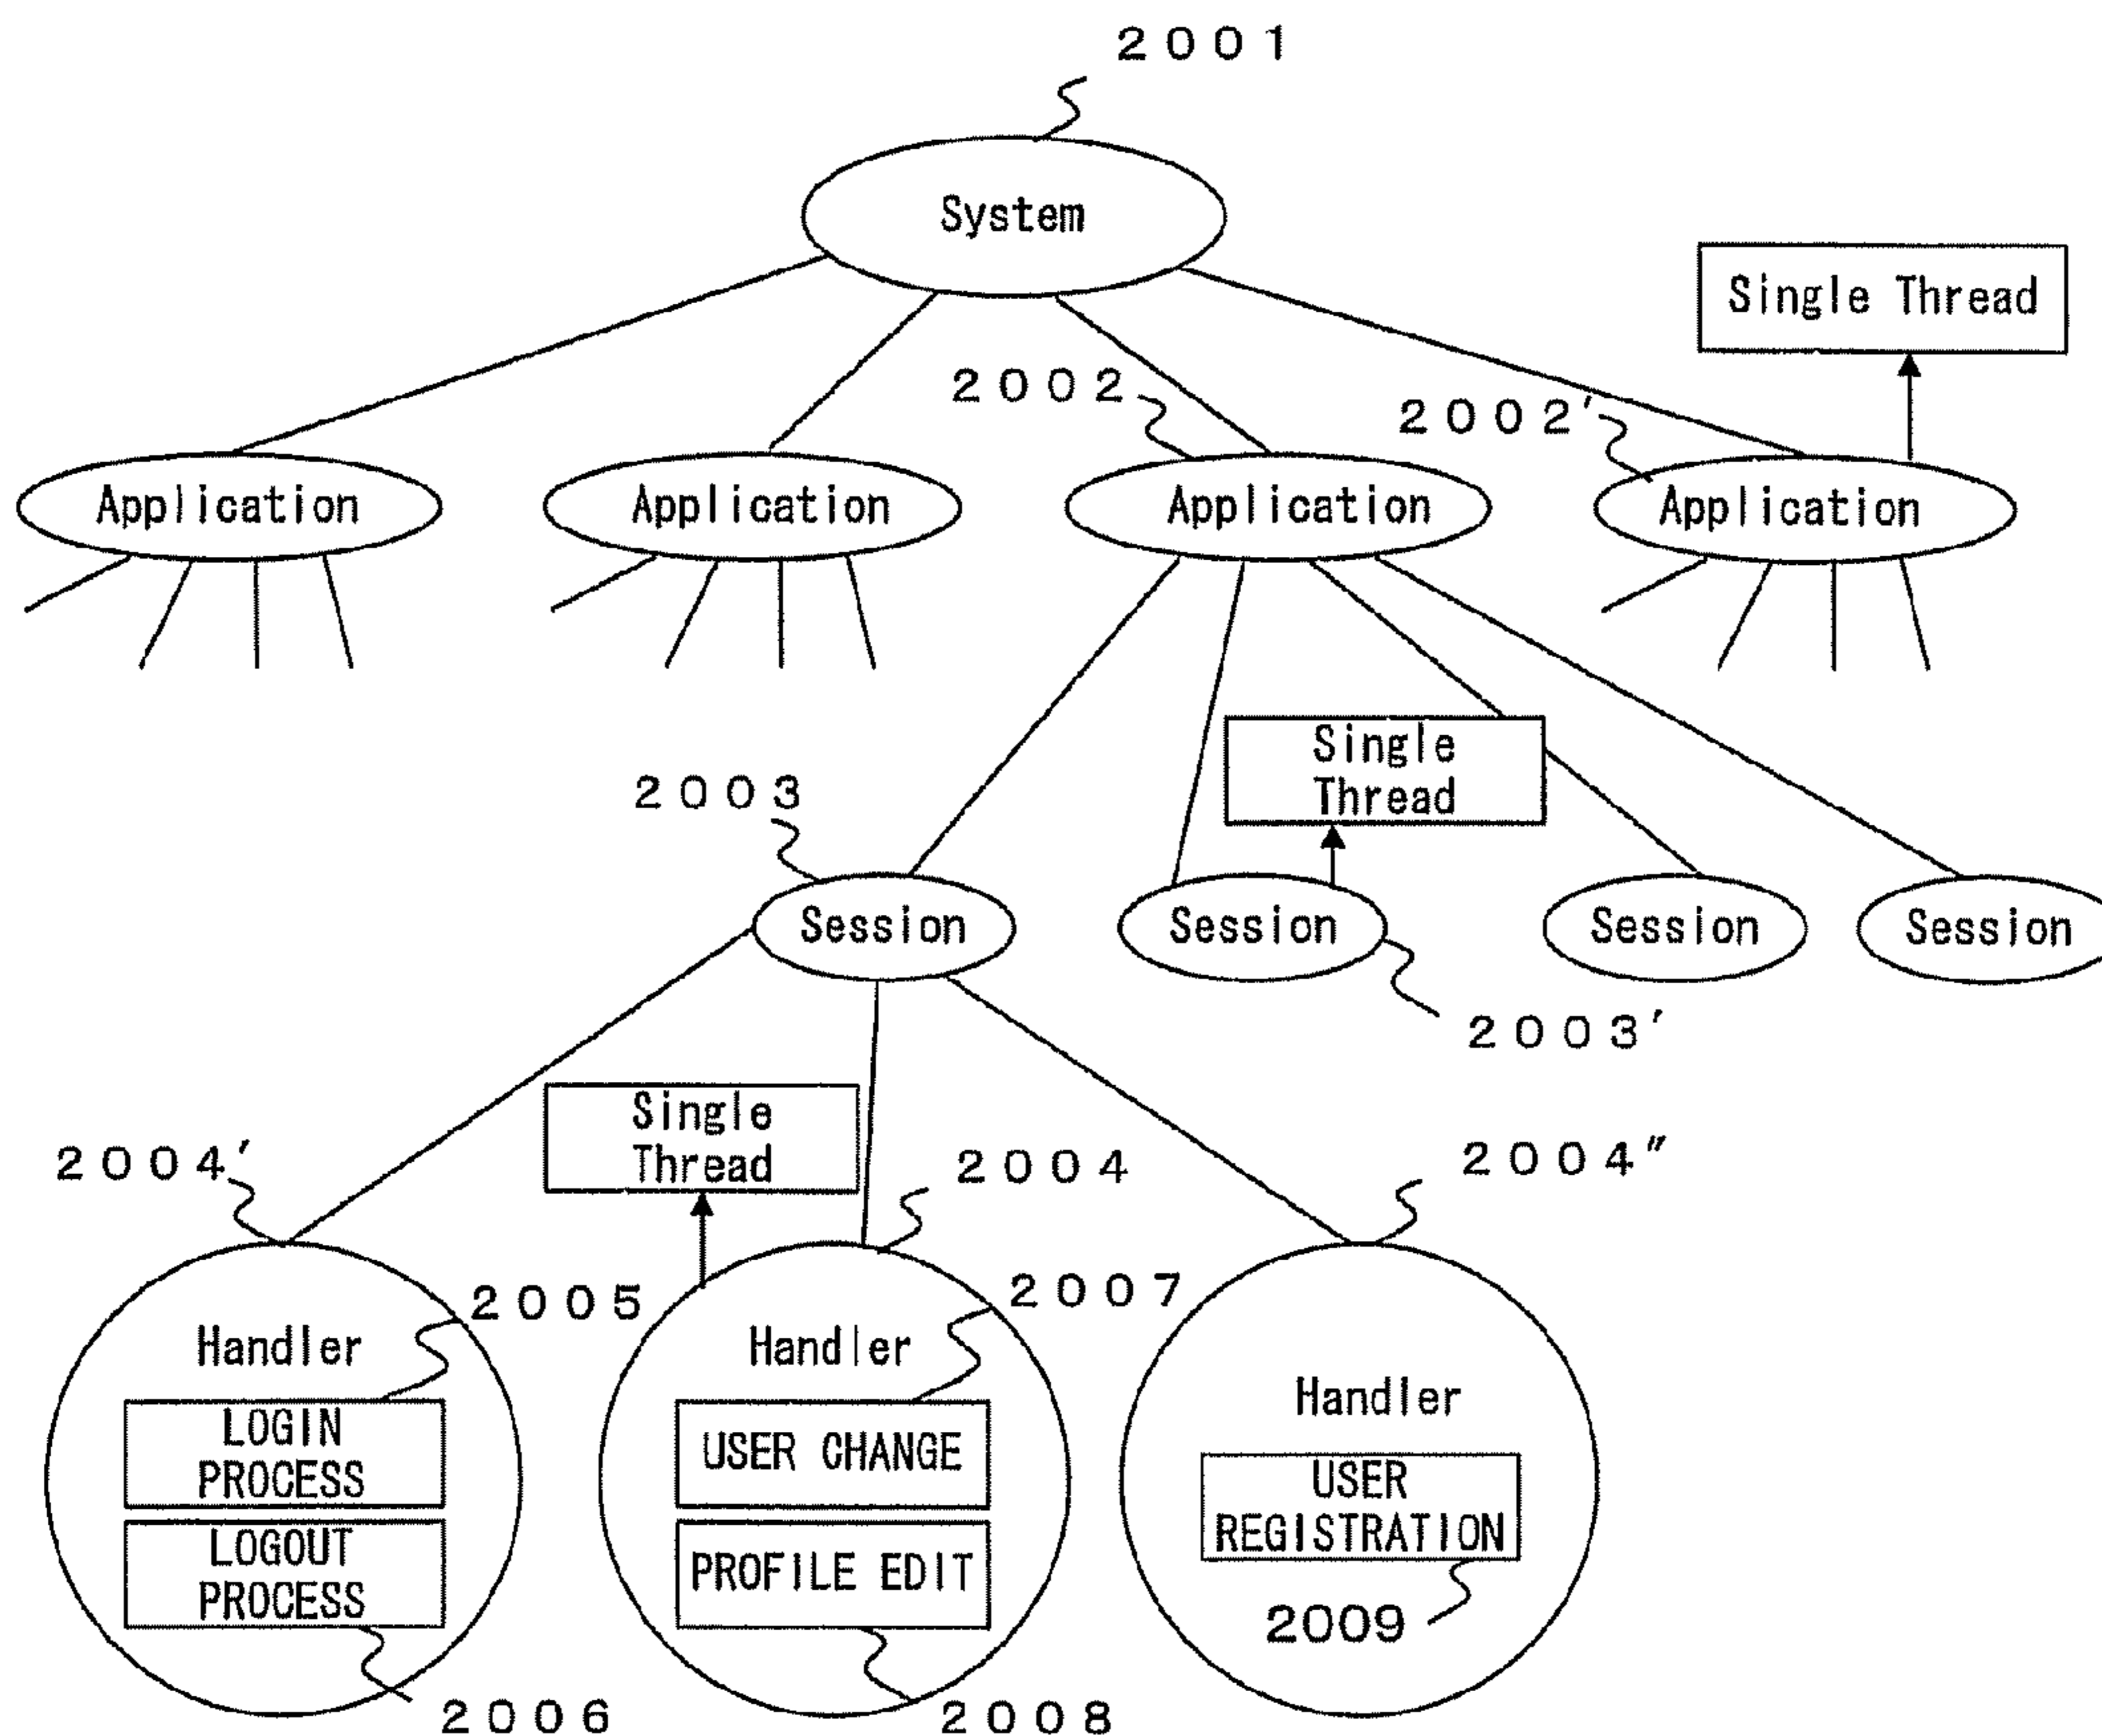 2001
System
Single Thread
2002
2002'
Application
Application
Application
Application
Single
Thread
2003
Session
Session
Session
Session
2003'
Single
Thread
2004'
2004
2004"
2005
2007
Handler
Handler
Handler
LOGIN
PROCESS
USER CHANGE
USER
REGISTRATION
LOGOUT
PROCESS
PROFILE EDIT
2009
2006
2008